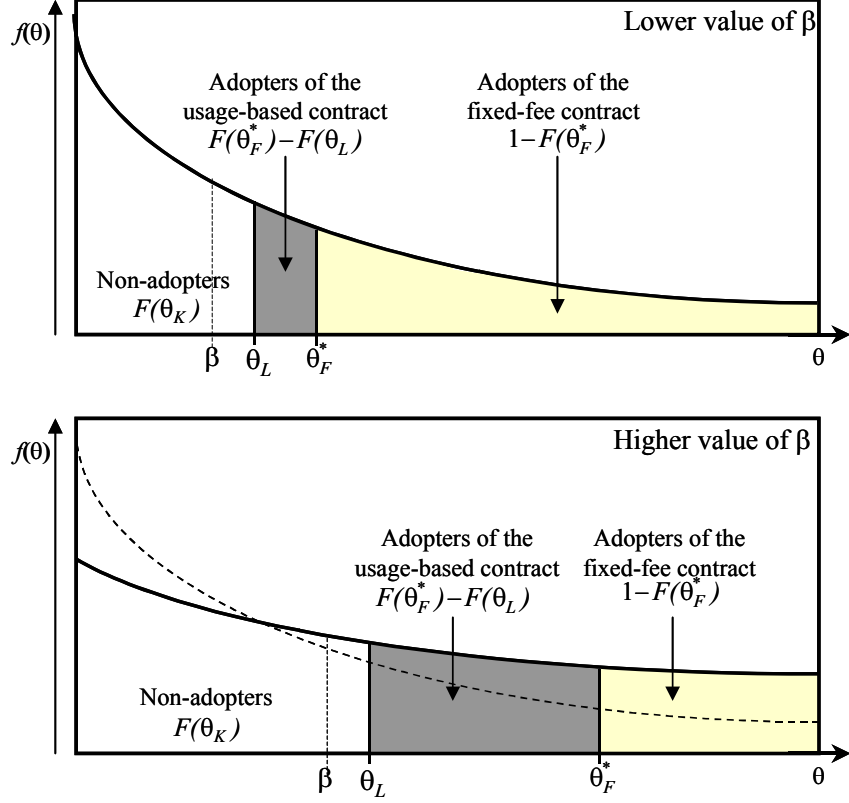 Lower value of β
f(θ)
Adopters of the
usage-based contract
F(θ*F)−F(θL)
Adopters of the
fixed-fee contract
1−F(θ*F)
Non-adopters
F(θK)
β
θL
θ*F
θ
Higher value of β
f(θ)
Adopters of the
usage-based contract
F(θ*F)−F(θL)
Adopters of the
fixed-fee contract
1−F(θ*F)
Non-adopters
F(θK)
β
θL
θ*F
θ